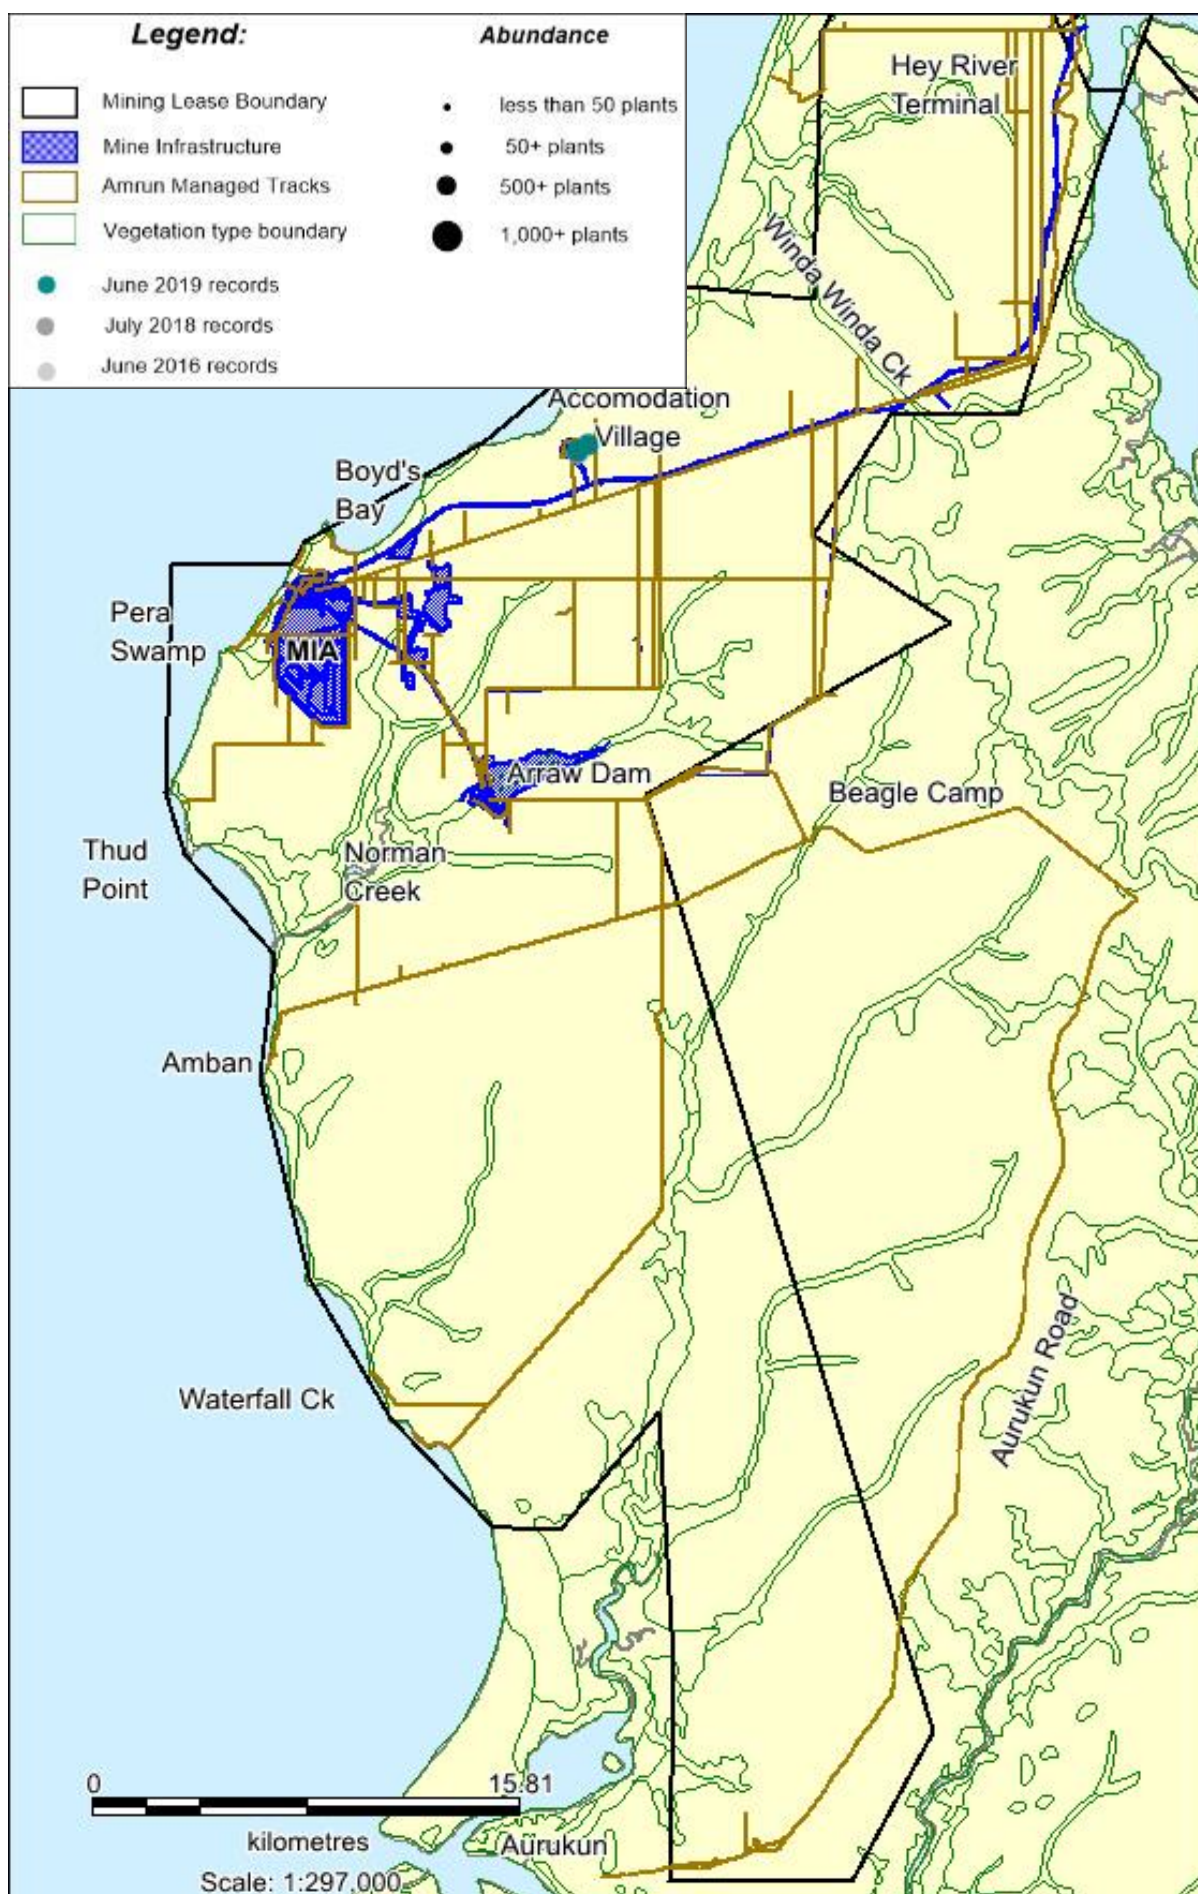 Legend:
Abundance
Mining Lease Boundary
less than 50 plants
Mine Infrastructure
50+ plants
Amrun Managed Tracks
500+ plants
Vegetation type boundary
1,000+ plants
June 2019 records
July 2018 records
June 2016 records
Hey River
Terminal
Winda Winda Ck
Accomodation
Village
Boyd's
Bay
Pera
Swamp
MIA
Arraw Dam
Beagle Camp
Thud
Point
Norman
Creek
Amban
Waterfall Ck
Aurukun Road
0
15.81
kilometres
Scale: 1:297,000
Aurukun